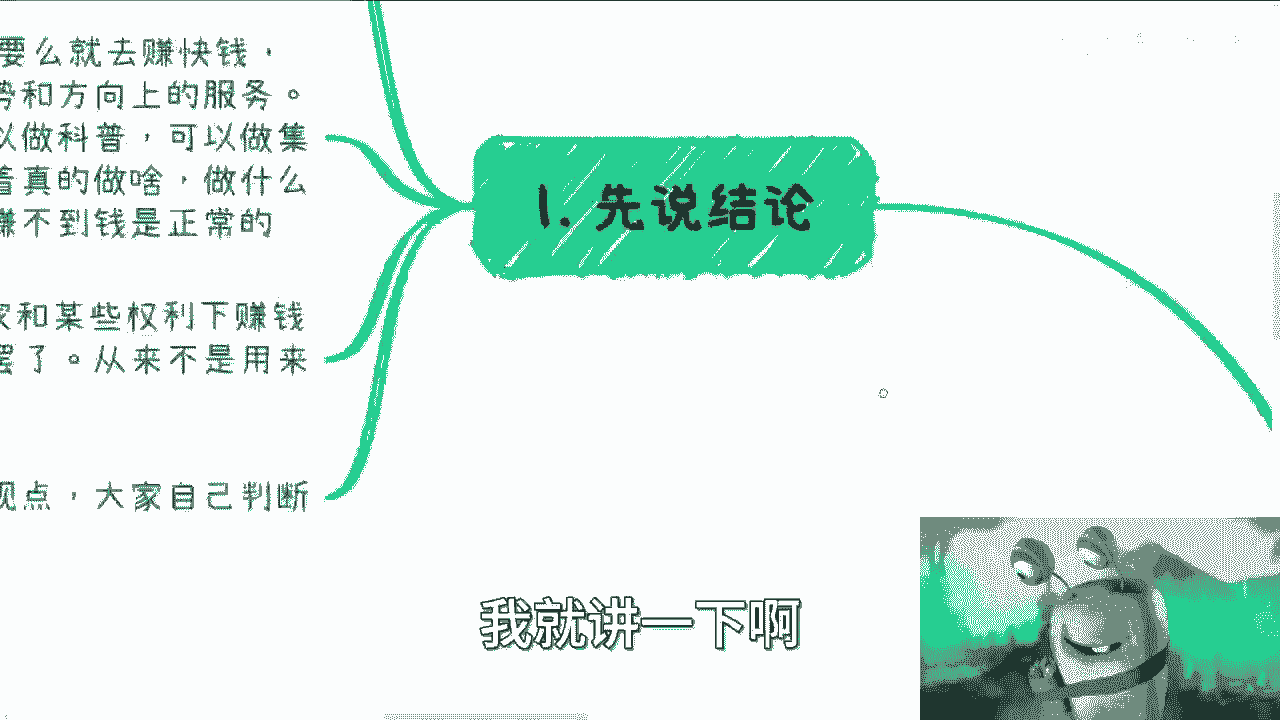 要么就去赚快钱，
势和方向上的服务。
以做科普，可以做集
着真的做啥，做什么
赚不到钱是正常的
家和某些权利下赚钱
罢了。从来不是用来
观点，大家自己判断
1. 先说结论
我就讲一下啊